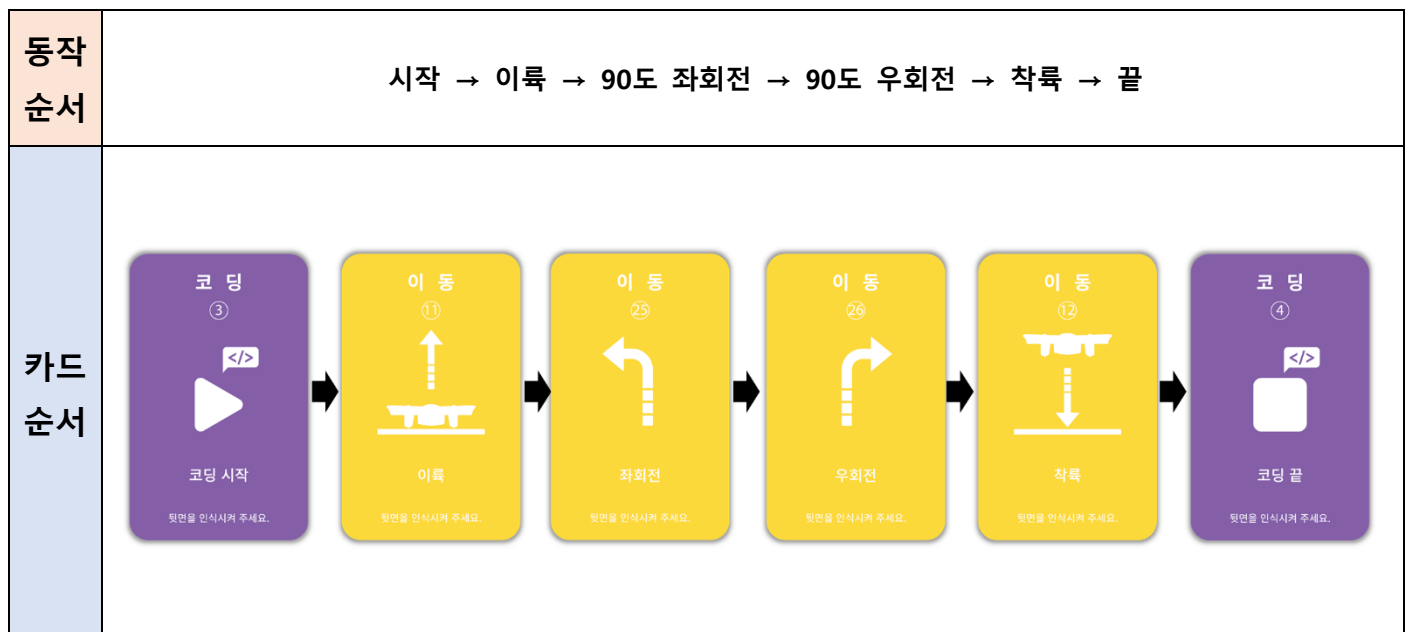 동작
순서
시작 → 이륙 → 90도 좌회전 → 90도 우회전 → 착륙 → 끝
카드
순서
코 딩
③
</>
코딩 시작
뒷면을 인식시켜 주세요.
이 동
⑪
이륙
뒷면을 인식시켜 주세요.
이 동
㉕
좌회전
뒷면을 인식시켜 주세요.
이 동
㉖
우회전
뒷면을 인식시켜 주세요.
이 동
⑫
착륙
뒷면을 인식시켜 주세요.
코 딩
④
</>
코딩 끝
뒷면을 인식시켜 주세요.